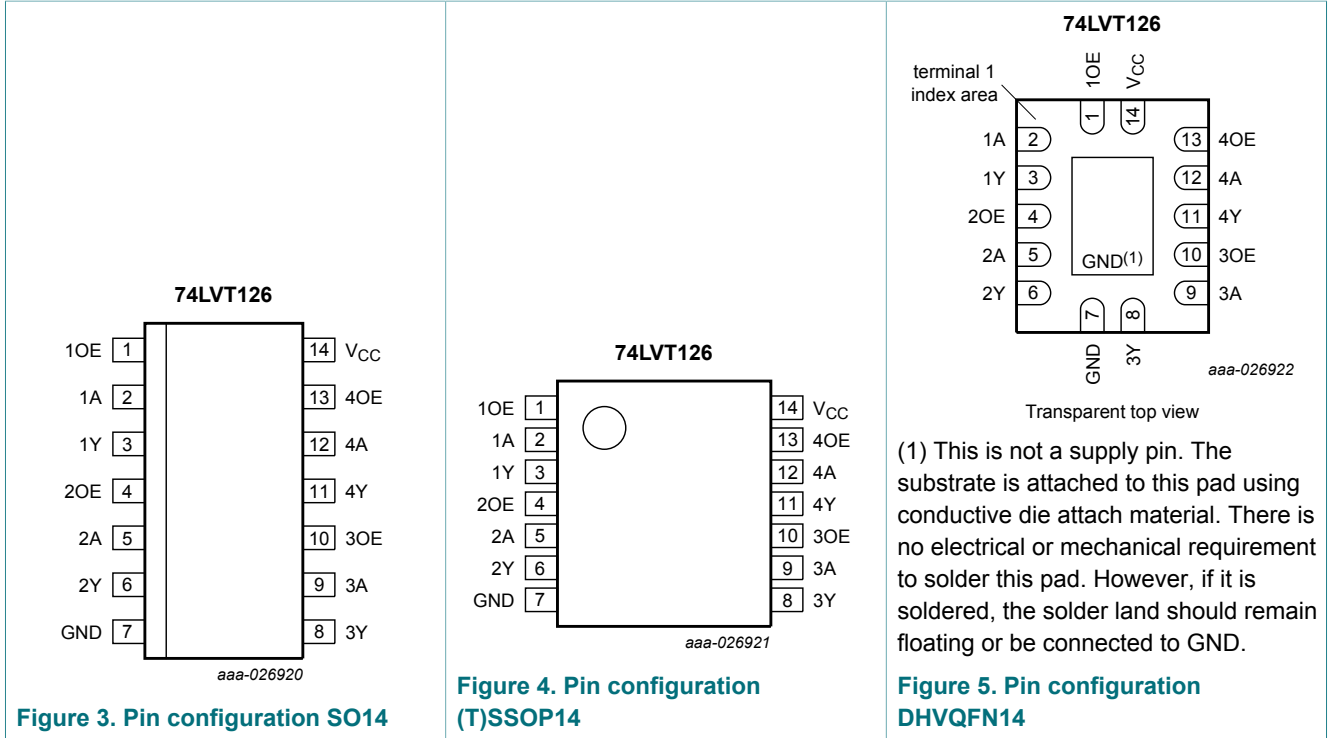 74LVT126
1OE 1
1A 2
1Y 3
2OE 4
2A 5
2Y 6
GND 7
14 VCC
13 4OE
12 4A
11 4Y
10 3OE
9 3A
8 3Y
aaa-026920
Figure 3. Pin configuration SO14
74LVT126
1OE 1
1A 2
1Y 3
2OE 4
2A 5
2Y 6
GND 7
14 VCC
13 4OE
12 4A
11 4Y
10 3OE
9 3A
8 3Y
aaa-026921
Figure 4. Pin configuration
(T)SSOP14
74LVT126
terminal 1
index area
1OE
VCC
1
14
1A 2
1Y 3
2OE 4
2A 5
2Y 6
13 4OE
12 4A
11 4Y
10 3OE
9 3A
GND(1)
7
8
GND
3Y
aaa-026922
Transparent top view
(1) This is not a supply pin. The
substrate is attached to this pad using
conductive die attach material. There is
no electrical or mechanical requirement
to solder this pad. However, if it is
soldered, the solder land should remain
floating or be connected to GND.
Figure 5. Pin configuration
DHVQFN14